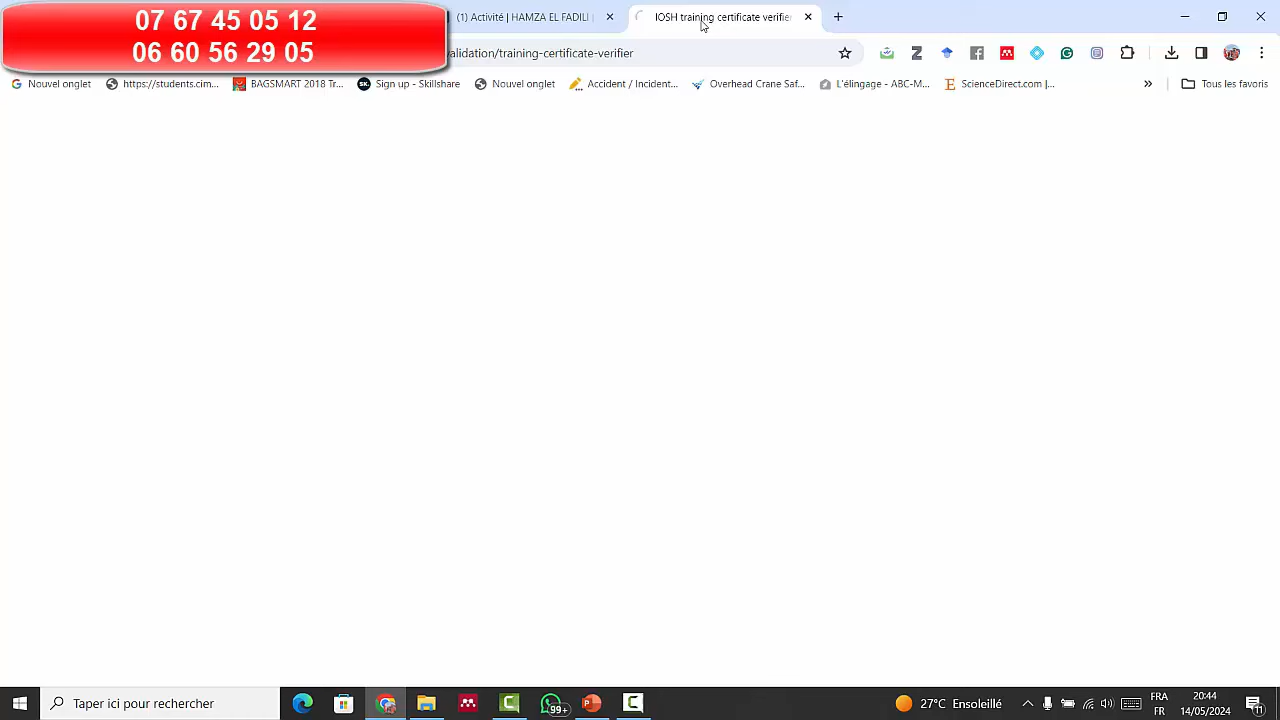 07 67 45 05 12
06 60 56 29 05
(1) Activité | HAMZA EL FADILI |
IOSH training certificate verifier
alidation/training-certificate-verifier
Nouvel onglet
https://students.cim...
BAGSMART 2018 Tr...
SK.
Sign up - Skillshare
Nouvel onglet
Accident / Inciden...
Overhead Crane Saf...
L'élingage - ABC-M...
ScienceDirect.com |...
Tous les favoris
Taper ici pour rechercher
99+
27°C Ensoleillé
FRA
FR
20:44
14/05/2024